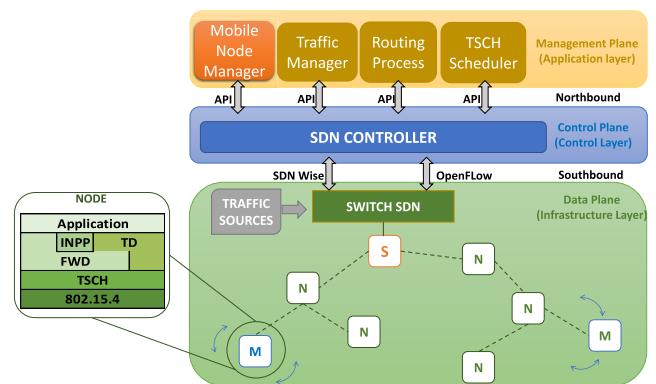 Mobile
Node
Manager
Traffic
Manager
Routing
Process
TSCH
Scheduler
Management Plane
(Application layer)
API
API
API
API
Northbound
SDN CONTROLLER
Control Plane
(Control Layer)
SDN Wise
OpenFLow
Southbound
NODE
Application
INPP
TD
FWD
TSCH
802.15.4
TRAFFIC
SOURCES
SWITCH SDN
Data Plane
(Infrastructure Layer)
S
N
N
N
N
M
M
N